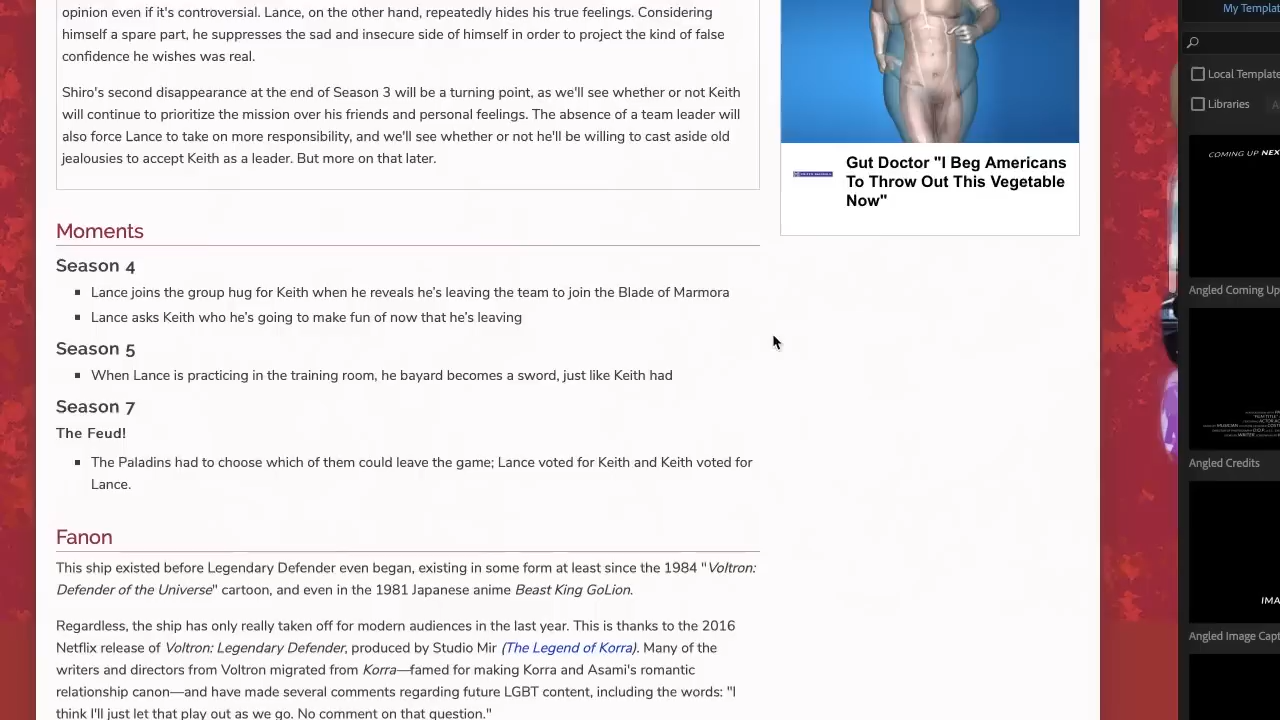 opinion even if it's controversial. Lance, on the other hand, repeatedly hides his true feelings. Considering
himself a spare part, he suppresses the sad and insecure side of himself in order to project the kind of false
confidence he wishes was real.
Shiro's second disappearance at the end of Season 3 will be a turning point, as we'll see whether or not Keith
will continue to prioritize the mission over his friends and personal feelings. The absence of a team leader will
also force Lance to take on more responsibility, and we'll see whether or not he'll be willing to cast aside old
jealousies to accept Keith as a leader. But more on that later.
Moments
Season 4
▪ Lance joins the group hug for Keith when he reveals he's leaving the team to join the Blade of Marmora
▪ Lance asks Keith who he's going to make fun of now that he's leaving
Season 5
▪ When Lance is practicing in the training room, he bayard becomes a sword, just like Keith had
Season 7
The Feud!
▪ The Paladins had to choose which of them could leave the game; Lance voted for Keith and Keith voted for
Lance.
Fanon
This ship existed before Legendary Defender even began, existing in some form at least since the 1984 "Voltron:
Defender of the Universe" cartoon, and even in the 1981 Japanese anime Beast King GoLion.
Regardless, the ship has only really taken off for modern audiences in the last year. This is thanks to the 2016
Netflix release of Voltron: Legendary Defender, produced by Studio Mir (The Legend of Korra). Many of the
writers and directors from Voltron migrated from Korra—famed for making Korra and Asami's romantic
relationship canon—and have made several comments regarding future LGBT content, including the words: "I
think I'll just let that play out as we go. No comment on that question."
Gut Doctor "I Beg Americans
To Throw Out This Vegetable
Now"
My Templat
Local Template
Libraries
COMING UP NEX
Angled Coming Up
Angled Credits
IMA
Angled Image Capt